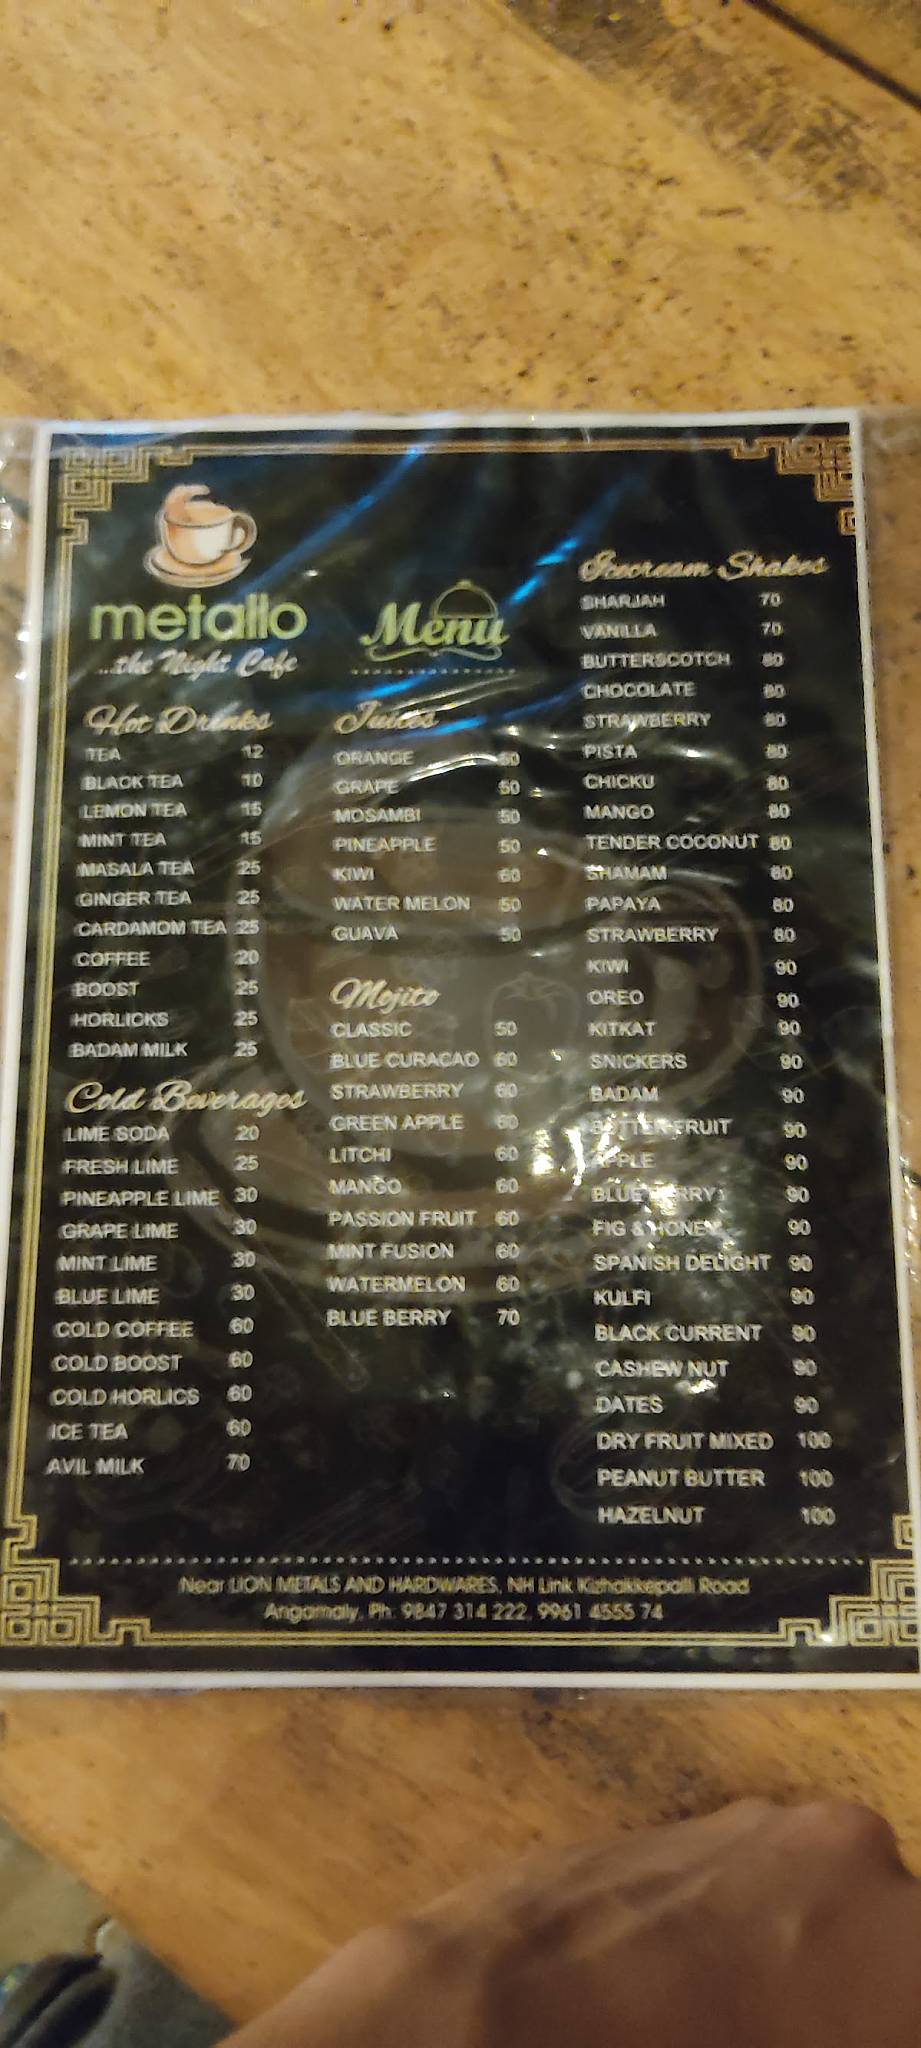 metallo
...the Night Cafe
Menu
Hot Drinks
TEA 12
BLACK TEA 10
LEMON TEA 15
MINT TEA 15
MASALA TEA 25
GINGER TEA 25
CARDAMOM TEA 25
COFFEE 20
BOOST 25
HORLICKS 25
BADAM MILK 25
Cold Beverages
LIME SODA 20
FRESH LIME 25
PINEAPPLE LIME 30
GRAPE LIME 30
MINT LIME 30
BLUE LIME 30
COLD COFFEE 60
COLD BOOST 60
COLD HORLICS 60
ICE TEA 60
AVIL MILK 70
Juices
ORANGE 50
GRAPE 50
MOSAMBI 50
PINEAPPLE 50
KIWI 60
WATER MELON 50
GUAVA 50
Mojito
CLASSIC 50
BLUE CURACAO 60
STRAWBERRY 60
GREEN APPLE 60
LITCHI 60
MANGO 60
PASSION FRUIT 60
MINT FUSION 60
WATERMELON 60
BLUE BERRY 70
Icecream Shakes
SHARJAH 70
VANILLA 70
BUTTERSCOTCH 80
CHOCOLATE 80
STRAWBERRY 80
PISTA 80
CHICKU 80
MANGO 80
TENDER COCONUT 80
SHAMAM 80
PAPAYA 80
STRAWBERRY 80
KIWI 90
OREO 90
KITKAT 90
SNICKERS 90
BADAM 90
BUTTER FRUIT 90
APPLE 90
BLUE BERRY 90
FIG & HONEY 90
SPANISH DELIGHT 90
KULFI 90
BLACK CURRENT 90
CASHEW NUT 90
DATES 90
DRY FRUIT MIXED 100
PEANUT BUTTER 100
HAZELNUT 100
Near LION METALS AND HARDWARES, NH Link Kizhakkepalli Road
Angamaly, Ph: 9847 314 222, 9961 4555 74